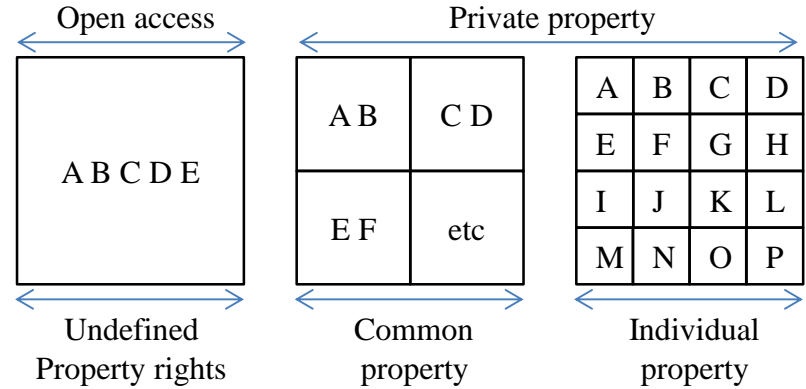 Open access
Private property
A B C D E
A B
C D
E F
etc
A B C D
E F G H
I J K L
M N O P
Undefined
Property rights
Common
property
Individual
property